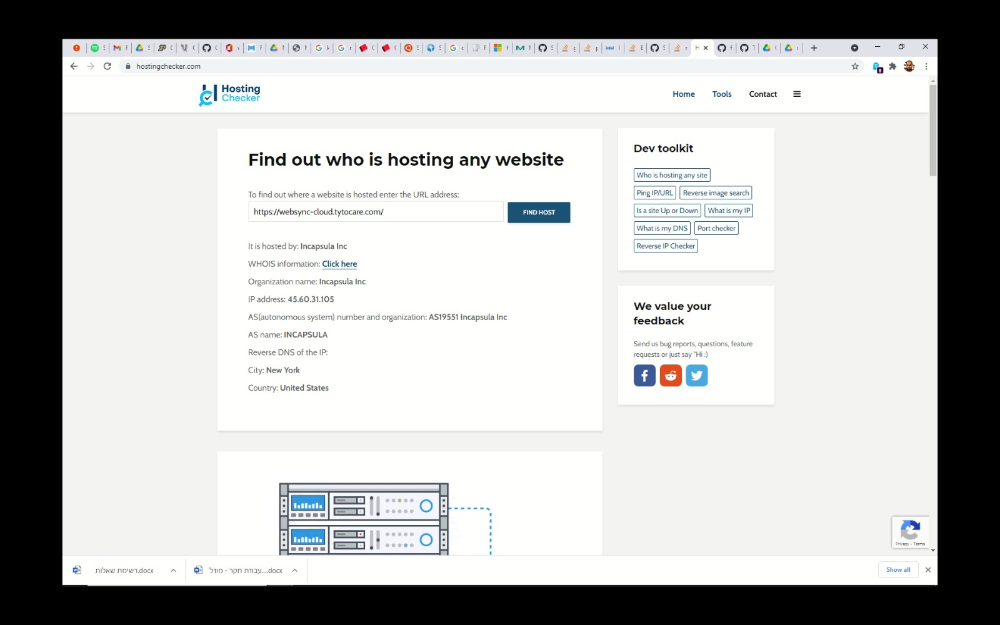 hostingchecker.com
8
Hosting
Checker
Home
Tools
Contact
Find out who is hosting any website
To find out where a website is hosted enter the URL address:
https://websync-cloud.tytocare.com/
FIND HOST
It is hosted by: Incapsula Inc
WHOIS information: Click here
Organization name: Incapsula Inc
IP address: 45.60.31.105
AS(autonomous system) number and organization: AS19551 Incapsula Inc
AS name: INCAPSULA
Reverse DNS of the IP:
City: New York
Country: United States
Dev toolkit
Who is hosting any site
Ping IP/URL
Reverse image search
Is a site Up or Down
What is my IP
What is my DNS
Port checker
Reverse IP Checker
We value your
feedback
Send us bug reports, questions, feature
requests or just say "Hi :)
Privacy - Terms
רשימת שאלות.docx
עבודת חקר - מודל....docx
Show all